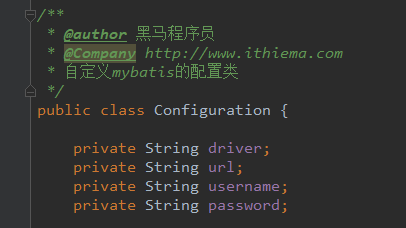 /**
 * @author 黑马程序员
 * @Company http://www.ithiema.com
 * 自定义mybatis的配置类
 */
public class Configuration {
    private String driver;
    private String url;
    private String username;
    private String password;